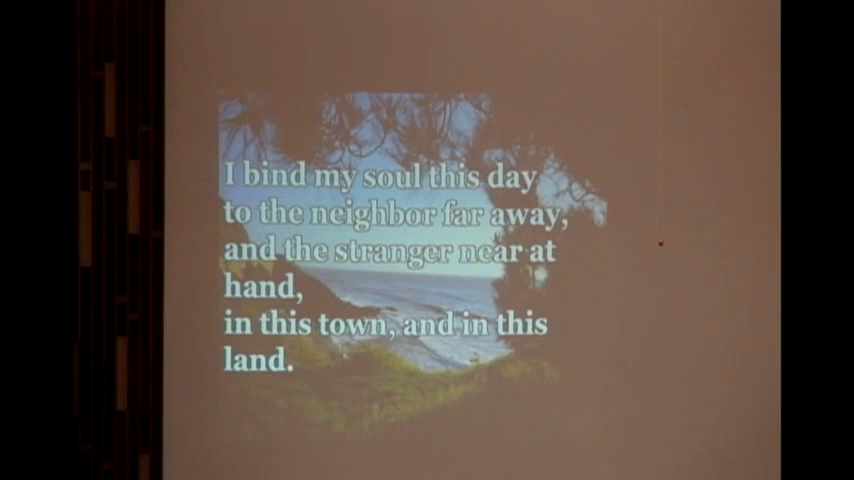 I bind my soul this day
to the neighbor far away,
and the stranger near at
hand,
in this town, and in this
land.